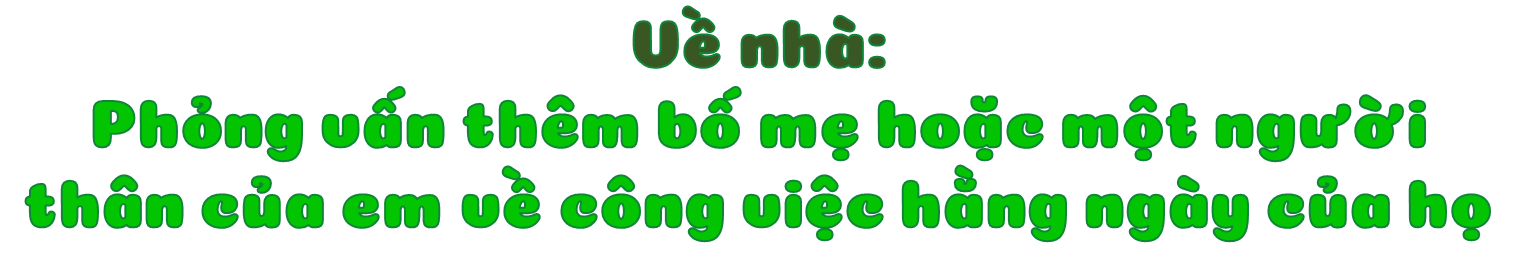 Về nhà:
Phỏng vấn thêm bố mẹ hoặc một người
thân của em về công việc hằng ngày của họ